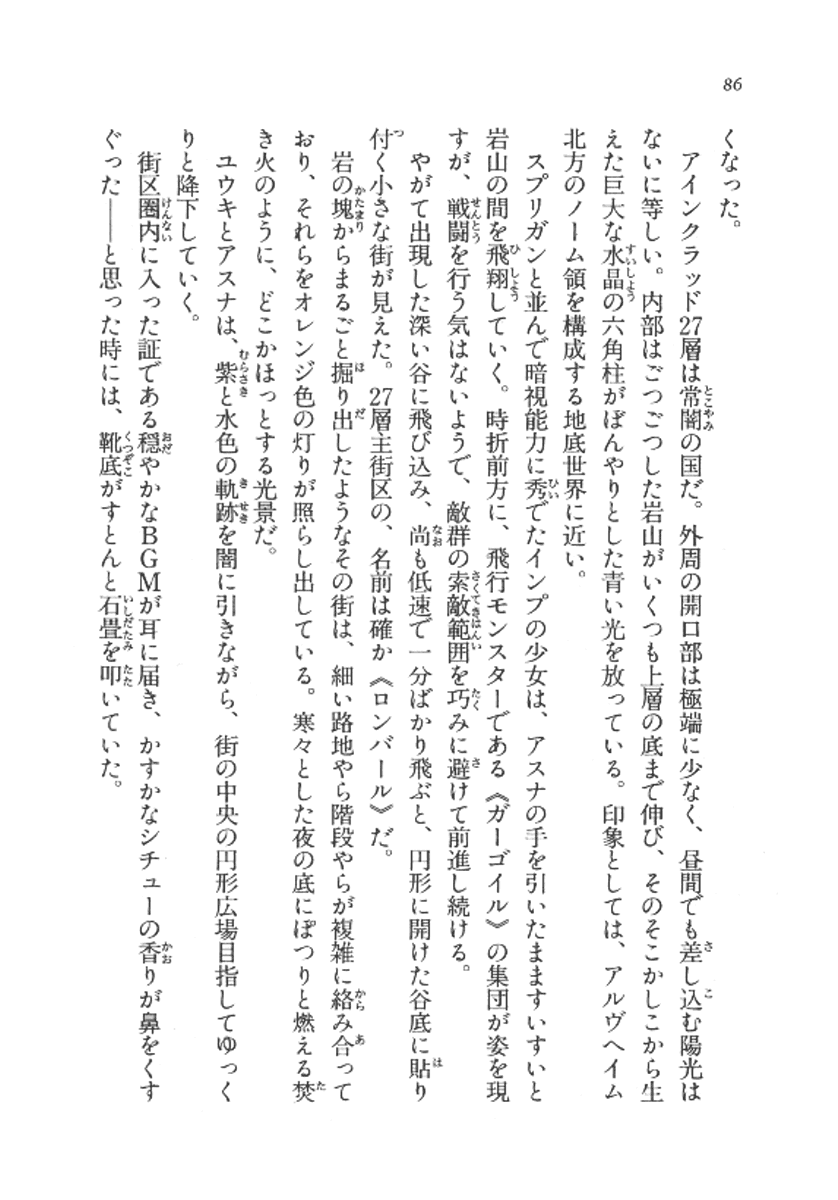 86
くなった。
アインクラッド27層は常闇の国だ。外周の開口部は極端に少なく、昼間でも差し込む陽光は
ないに等しい。内部はごつごつした岩山がいくつも上層の底まで伸び、そのそこかしこから生
えた巨大な水晶の六角柱がぼんやりとした青い光を放っている。印象としては、アルヴヘイム
北方のノーム領を構成する地底世界に近い。
スプリガンと並んで暗視能力に秀でたインプの少女は、アスナの手を引いたまますいすいと
岩山の間を飛翔していく。時折前方に、飛行モンスターである《ガーゴイル》の集団が姿を現
すが、戦闘を行う気はないようで、敵群の索敵範囲を巧みに避けて前進し続ける。
やがて出現した深い谷に飛び込み、尚も低速で一分ばかり飛ぶと、円形に開けた谷底に貼り
付く小さな街が見えた。27層主街区の、名前は確か《ロンバール》だ。
岩の塊からまるごと掘り出したようなその街は、細い路地やら階段やらが複雑に絡み合って
おり、それらをオレンジ色の灯りが照らし出している。寒々とした夜の底にぽつりと燃える焚
き火のように、どこかほっとする光景だ。
ユウキとアスナは、紫と水色の軌跡を闇に引きながら、街の中央の円形広場目指してゆっく
りと降下していく。
街区圏内に入った証である穏やかなＢＧＭが耳に届き、かすかなシチューの香りが鼻をくす
ぐった――と思った時には、靴底がすとんと石畳を叩いていた。